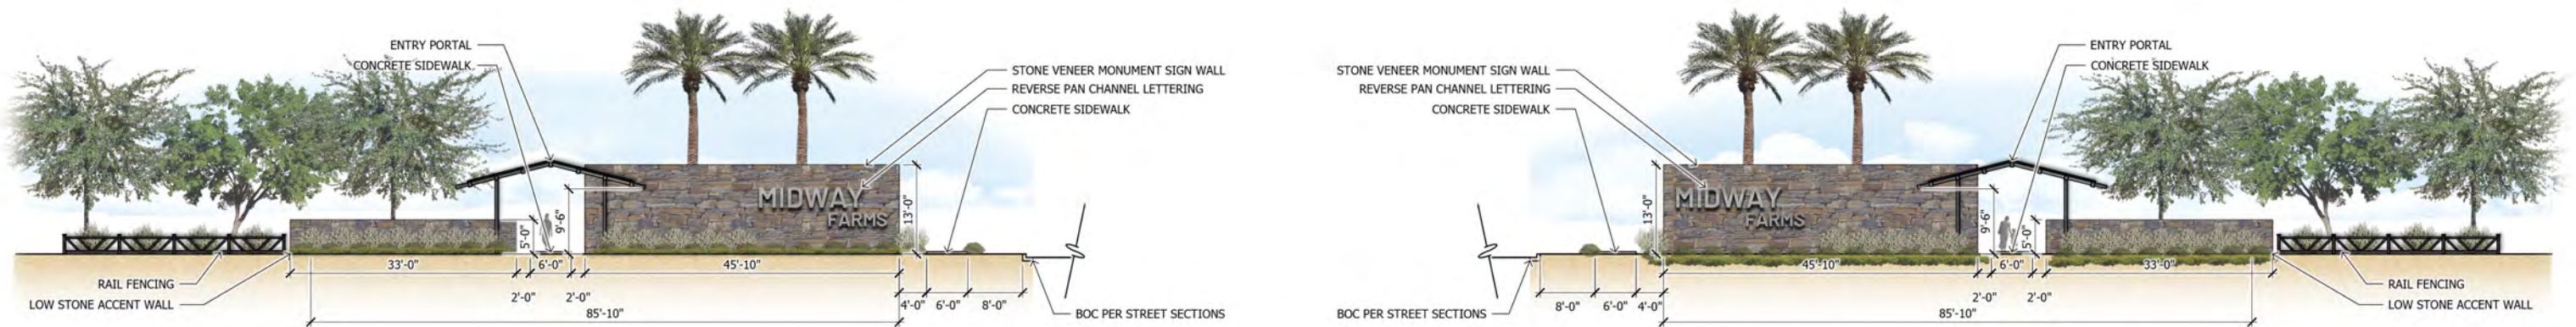 ENTRY PORTAL
CONCRETE SIDEWALK
STONE VENEER MONUMENT SIGN WALL
REVERSE PAN CHANNEL LETTERING
CONCRETE SIDEWALK
MIDWAY
FARMS
13'-0"
9'-6"
5'-0"
33'-0"
6'-0"
45'-10"
2'-0"
2'-0"
4'-0"
6'-0"
8'-0"
85'-10"
RAIL FENCING
LOW STONE ACCENT WALL
BOC PER STREET SECTIONS
STONE VENEER MONUMENT SIGN WALL
REVERSE PAN CHANNEL LETTERING
CONCRETE SIDEWALK
ENTRY PORTAL
CONCRETE SIDEWALK
MIDWAY
FARMS
13'-0"
9'-6"
5'-0"
45'-10"
6'-0"
33'-0"
8'-0"
6'-0"
4'-0"
2'-0"
2'-0"
85'-10"
BOC PER STREET SECTIONS
RAIL FENCING
LOW STONE ACCENT WALL